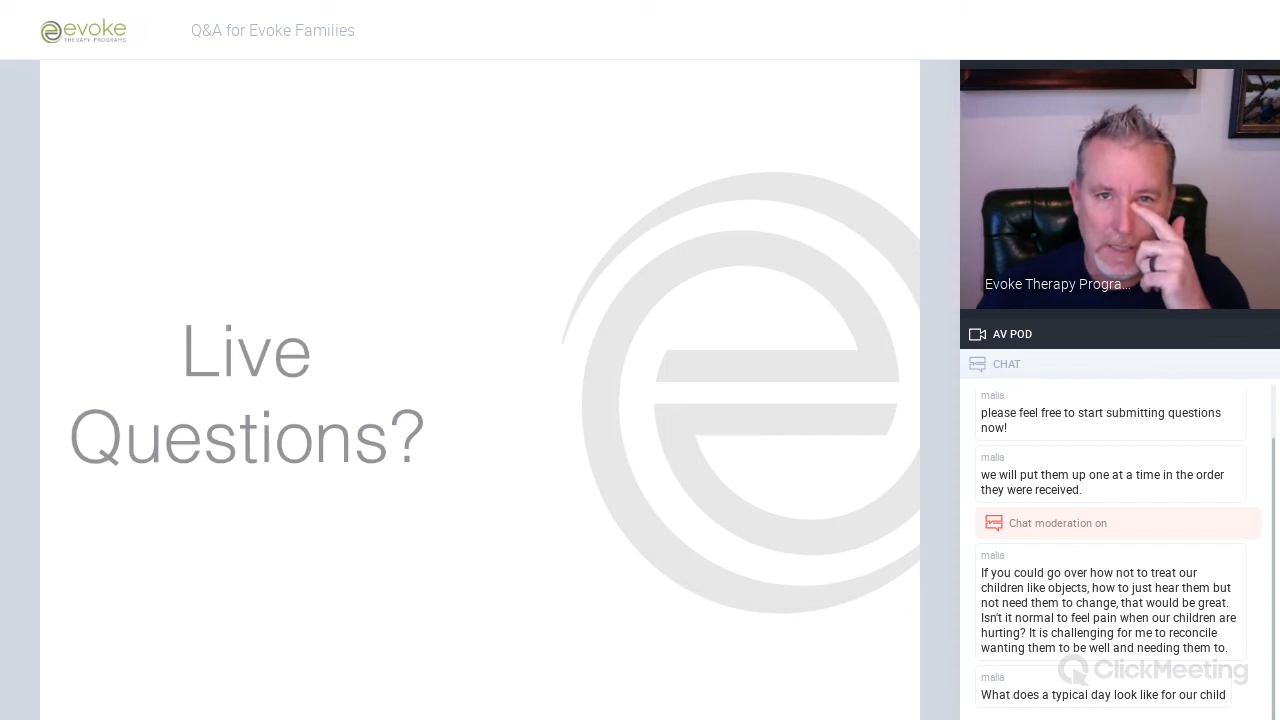 evoke
THERAPY PROGRAMS
Q&A for Evoke Families
Live
Questions?
Evoke Therapy Progra...
AV POD
CHAT
malia
please feel free to start submitting questions
now!
malia
we will put them up one at a time in the order
they were received.
Chat moderation on
malia
If you could go over how not to treat our
children like objects, how to just hear them but
not need them to change, that would be great.
Isn't it normal to feel pain when our children are
hurting? It is challenging for me to reconcile
wanting them to be well and needing them to.
ClickMeeting
malia
What does a typical day look like for our child